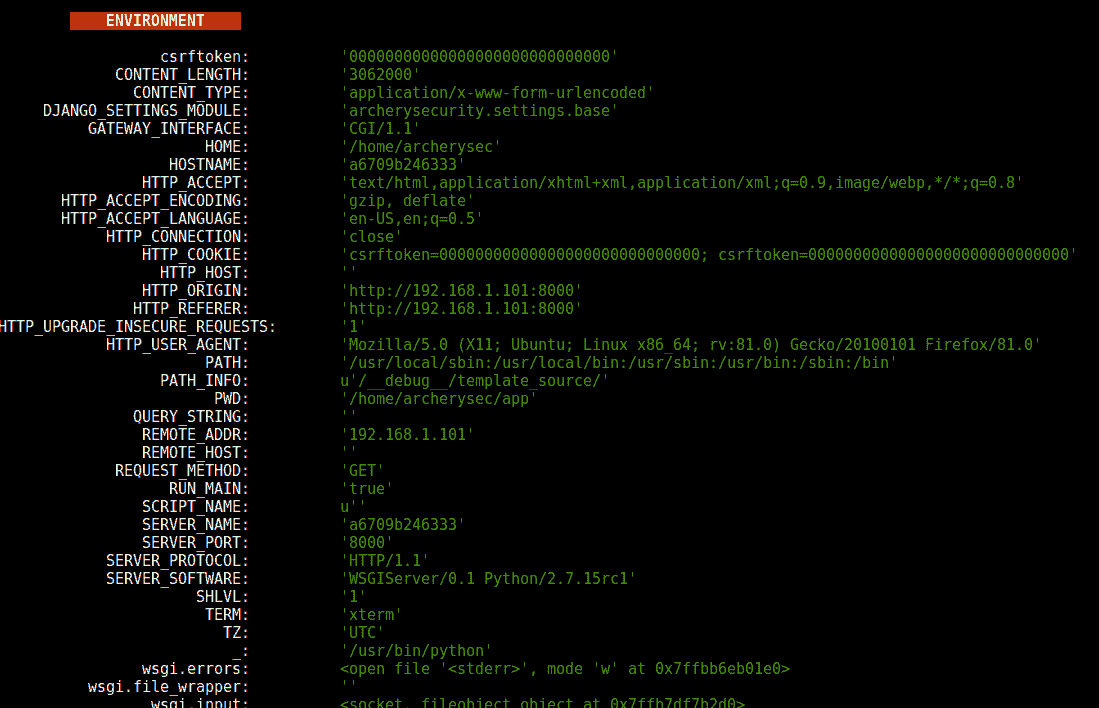 ENVIRONMENT
csrftoken: '00000000000000000000000000000'
CONTENT_LENGTH: '3062000'
CONTENT_TYPE: 'application/x-www-form-urlencoded'
DJANGO_SETTINGS_MODULE: 'archerysecurity.settings.base'
GATEWAY_INTERFACE: 'CGI/1.1'
HOME: '/home/archerysec'
HOSTNAME: 'a6709b246333'
HTTP_ACCEPT: 'text/html,application/xhtml+xml,application/xml;q=0.9,image/webp,*/*;q=0.8'
HTTP_ACCEPT_ENCODING: 'gzip, deflate'
HTTP_ACCEPT_LANGUAGE: 'en-US,en;q=0.5'
HTTP_CONNECTION: 'close'
HTTP_COOKIE: 'csrftoken=00000000000000000000000000000; csrftoken=00000000000000000000000000000'
HTTP_HOST: ''
HTTP_ORIGIN: 'http://192.168.1.101:8000'
HTTP_REFERER: 'http://192.168.1.101:8000'
HTTP_UPGRADE_INSECURE_REQUESTS: '1'
HTTP_USER_AGENT: 'Mozilla/5.0 (X11; Ubuntu; Linux x86_64; rv:81.0) Gecko/20100101 Firefox/81.0'
PATH: '/usr/local/sbin:/usr/local/bin:/usr/sbin:/usr/bin:/sbin:/bin'
PATH_INFO: u'/__debug__/template_source/'
PWD: '/home/archerysec/app'
QUERY_STRING: ''
REMOTE_ADDR: '192.168.1.101'
REMOTE_HOST: ''
REQUEST_METHOD: 'GET'
RUN_MAIN: 'true'
SCRIPT_NAME: u''
SERVER_NAME: 'a6709b246333'
SERVER_PORT: '8000'
SERVER_PROTOCOL: 'HTTP/1.1'
SERVER_SOFTWARE: 'WSGIServer/0.1 Python/2.7.15rc1'
SHLVL: '1'
TERM: 'xterm'
TZ: 'UTC'
_: '/usr/bin/python'
wsgi.errors: <open file '<stderr>', mode 'w' at 0x7ffbb6eb01e0>
wsgi.file_wrapper: ''
wsgi.input: <socket._fileobject object at 0x7ffb7df7b2d0>